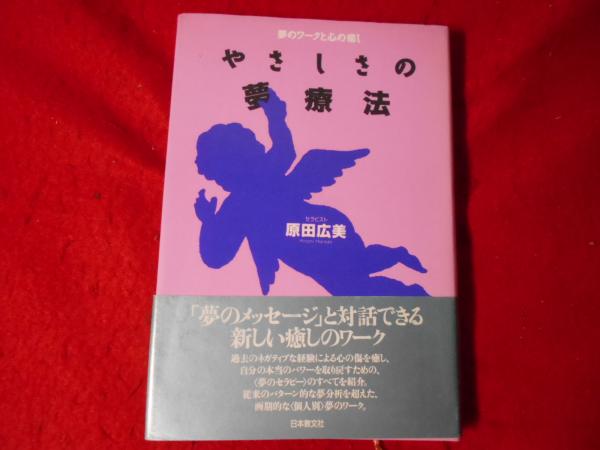 夢のワークと心の癒し
やさしさの
夢療法
セラピスト
原田広美
Hiromi Harada
「夢のメッセージ」と対話できる
新しい癒しのワーク
過去のネガティブな経験による心の傷を癒し、
自分の本当のパワーを取り戻すための、
〈夢のセラピー〉のすべてを紹介。
従来のパターン的な夢分析を超えた、
画期的な〈個人別〉夢のワーク。
日本教文社